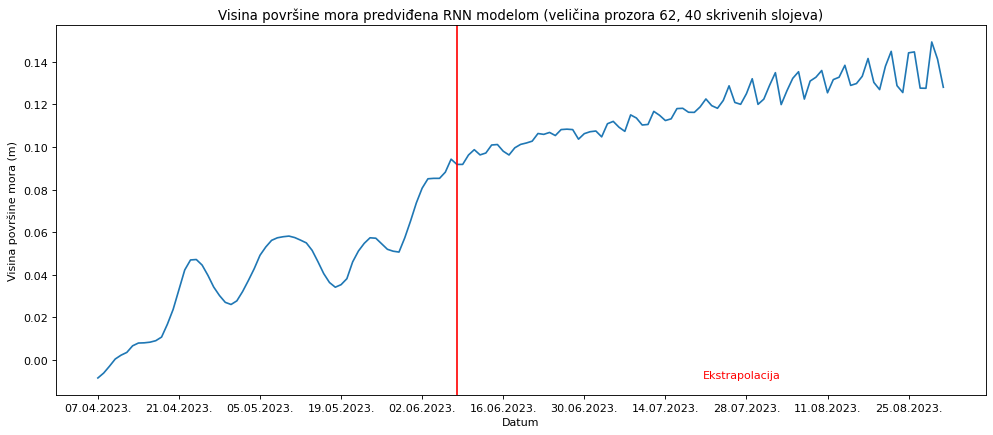 Visina površine mora predviđena RNN modelom (veličina prozora 62, 40 skrivenih slojeva)
Visina površine mora (m)
0.14
0.12
0.10
0.08
0.06
0.04
0.02
0.00
Ekstrapolacija
07.04.2023. 21.04.2023. 05.05.2023. 19.05.2023. 02.06.2023. 16.06.2023. 30.06.2023. 14.07.2023. 28.07.2023. 11.08.2023. 25.08.2023.
Datum